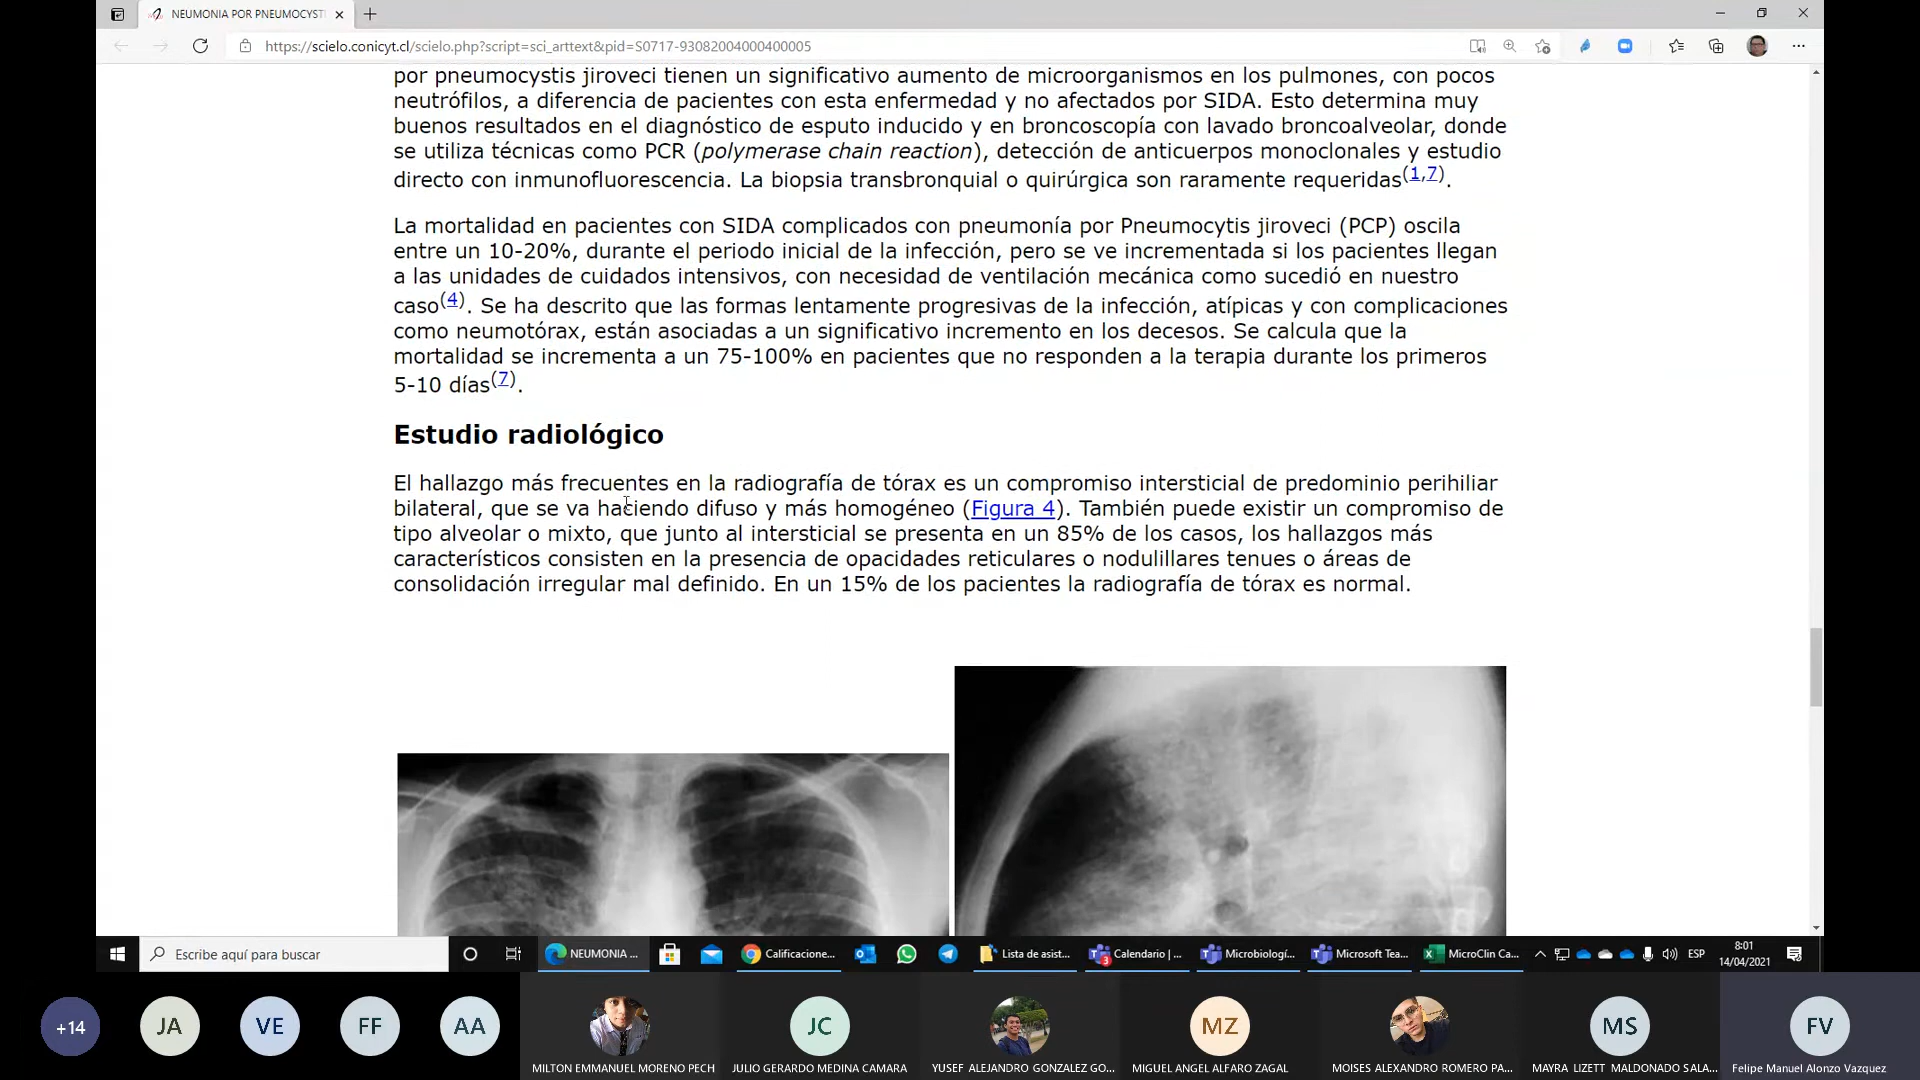 NEUMONIA POR PNEUMOCYST
https://scielo.conicyt.cl/scielo.php?script=sci_arttext&pid=S0717-93082004000400005
por pneumocystis jiroveci tienen un significativo aumento de microorganismos en los pulmones, con pocos
neutrófilos, a diferencia de pacientes con esta enfermedad y no afectados por SIDA. Esto determina muy
buenos resultados en el diagnóstico de esputo inducido y en broncoscopía con lavado broncoalveolar, donde
se utiliza técnicas como PCR (polymerase chain reaction), detección de anticuerpos monoclonales y estudio
directo con inmunofluorescencia. La biopsia transbronquial o quirúrgica son raramente requeridas(1,7).
La mortalidad en pacientes con SIDA complicados con pneumonía por Pneumocytis jiroveci (PCP) oscila
entre un 10-20%, durante el periodo inicial de la infección, pero se ve incrementada si los pacientes llegan
a las unidades de cuidados intensivos, con necesidad de ventilación mecánica como sucedió en nuestro
caso(4). Se ha descrito que las formas lentamente progresivas de la infección, atípicas y con complicaciones
como neumotórax, están asociadas a un significativo incremento en los decesos. Se calcula que la
mortalidad se incrementa a un 75-100% en pacientes que no responden a la terapia durante los primeros
5-10 días(7).
Estudio radiológico
El hallazgo más frecuentes en la radiografía de tórax es un compromiso intersticial de predominio perihiliar
bilateral, que se va haciendo difuso y más homogéneo (Figura 4). También puede existir un compromiso de
tipo alveolar o mixto, que junto al intersticial se presenta en un 85% de los casos, los hallazgos más
característicos consisten en la presencia de opacidades reticulares o nodulillares tenues o áreas de
consolidación irregular mal definido. En un 15% de los pacientes la radiografía de tórax es normal.
Escribe aquí para buscar
NEUMONIA ...
Calificacione...
Lista de asist...
3
Calendario | ...
Microbiologí...
Microsoft Tea...
MicroClin Ca...
ESP
8:01
14/04/2021
+14
JA
VE
FF
AA
JC
MZ
MS
FV
MILTON EMMANUEL MORENO PECH
JULIO GERARDO MEDINA CAMARA
YUSEF ALEJANDRO GONZALEZ GO...
MIGUEL ANGEL ALFARO ZAGAL
MOISES ALEXANDRO ROMERO PA...
MAYRA LIZETT MALDONADO SALA...
Felipe Manuel Alonzo Vazquez